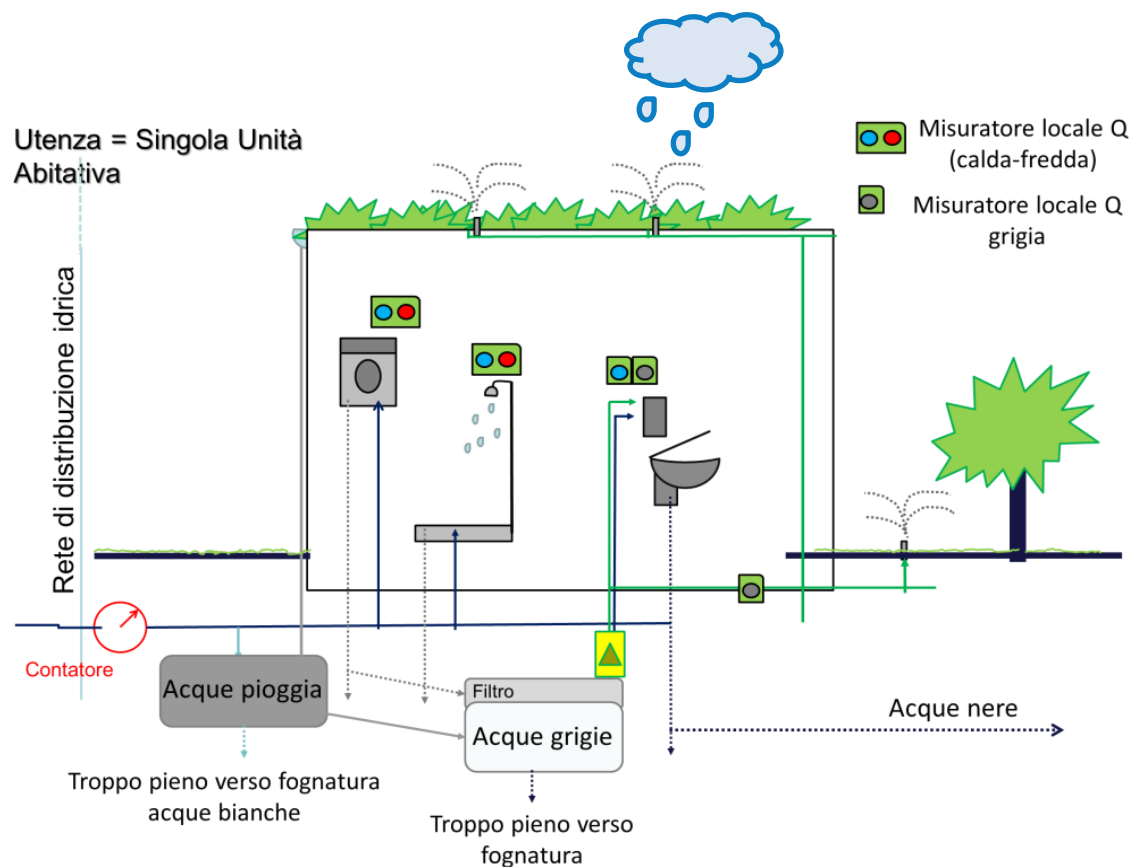 Utenza = Singola Unità
Abitativa
Misuratore locale Q
(calda-fredda)
Misuratore locale Q
grigia
Rete di distribuzione idrica
Contatore
Acque pioggia
Filtro
Acque grigie
Acque nere
Troppo pieno verso fognatura
acque bianche
Troppo pieno verso
fognatura